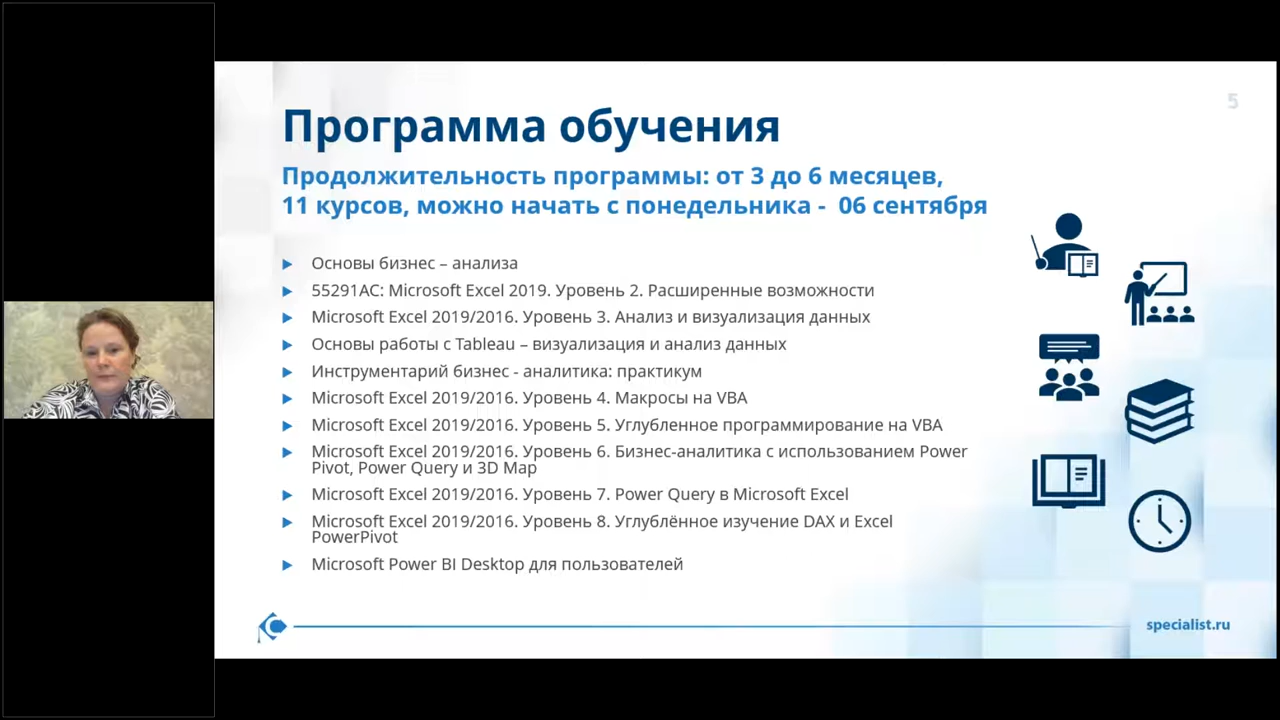 5
Программа обучения
Продолжительность программы: от 3 до 6 месяцев,
11 курсов, можно начать с понедельника - 06 сентября
Основы бизнес – анализа
55291AC: Microsoft Excel 2019. Уровень 2. Расширенные возможности
Microsoft Excel 2019/2016. Уровень 3. Анализ и визуализация данных
Основы работы с Tableau – визуализация и анализ данных
Инструментарий бизнес - аналитика: практикум
Microsoft Excel 2019/2016. Уровень 4. Макросы на VBA
Microsoft Excel 2019/2016. Уровень 5. Углубленное программирование на VBA
Microsoft Excel 2019/2016. Уровень 6. Бизнес-аналитика с использованием Power
Pivot, Power Query и 3D Map
Microsoft Excel 2019/2016. Уровень 7. Power Query в Microsoft Excel
Microsoft Excel 2019/2016. Уровень 8. Углублённое изучение DAX и Excel
PowerPivot
Microsoft Power BI Desktop для пользователей
specialist.ru